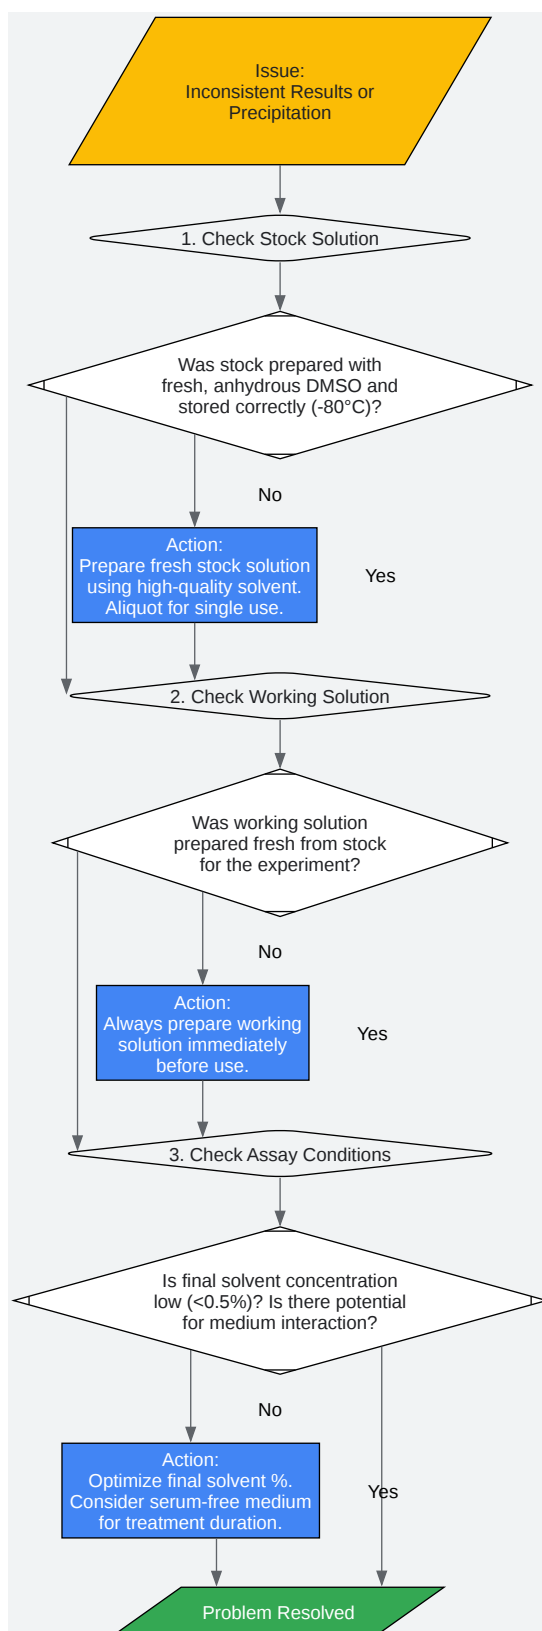 Issue:
Inconsistent Results or
Precipitation
1. Check Stock Solution
Was stock prepared with
fresh, anhydrous DMSO and
stored correctly (-80°C)?
No
Action:
Prepare fresh stock solution
using high-quality solvent.
Aliquot for single use.
Yes
2. Check Working Solution
Was working solution
prepared fresh from stock
for the experiment?
No
Action:
Always prepare working
solution immediately
before use.
Yes
3. Check Assay Conditions
Is final solvent concentration
low (<0.5%)? Is there potential
for medium interaction?
No
Action:
Optimize final solvent %.
Consider serum-free medium
for treatment duration.
Yes
Problem Resolved